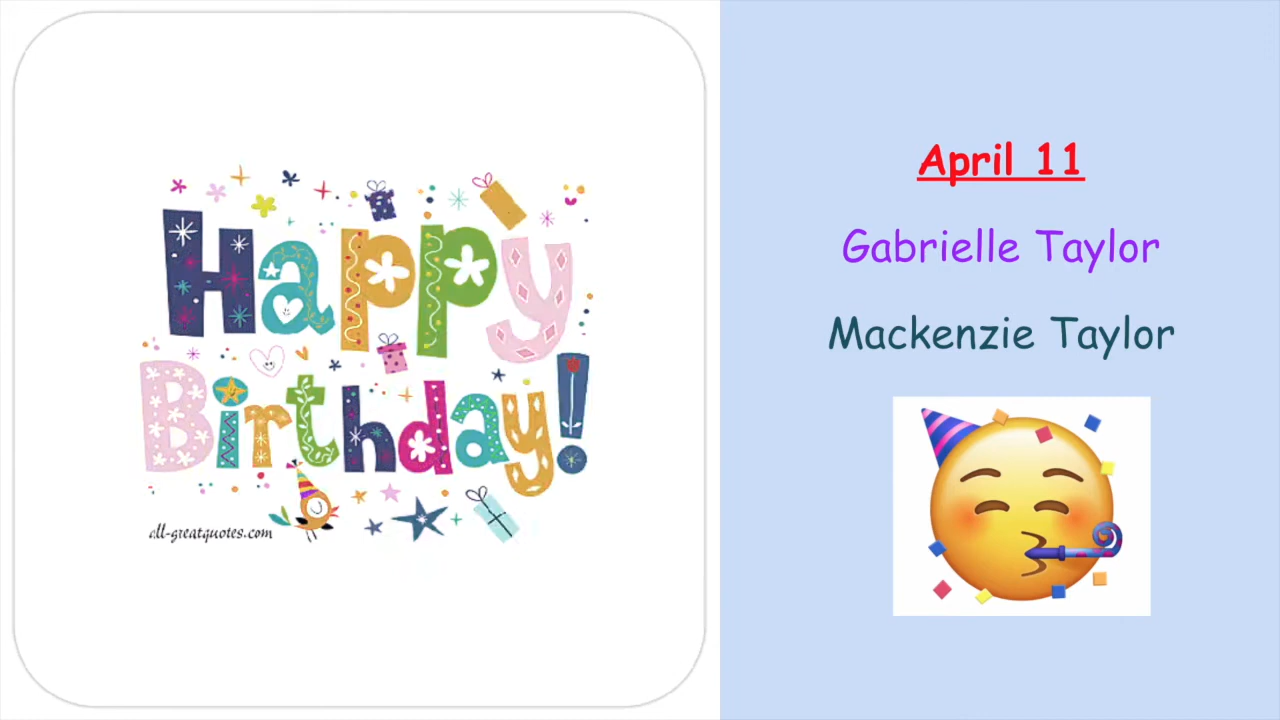 Happy
Birthday!
all-greatquotes.com
April 11
Gabrielle Taylor
Mackenzie Taylor